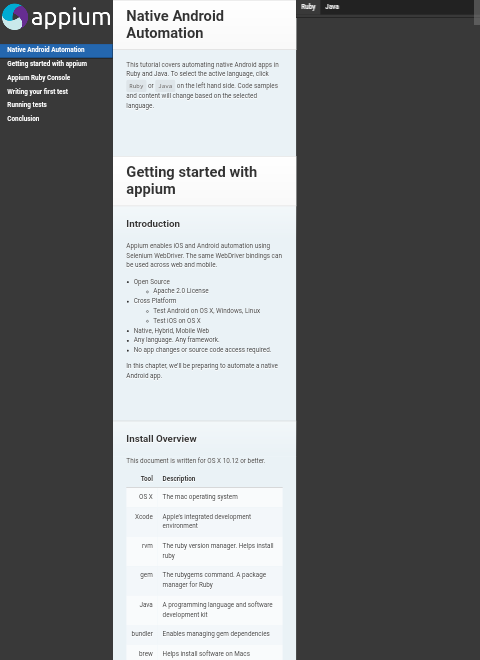 appium
Native Android Automation
Getting started with appium
Appium Ruby Console
Writing your first test
Running tests
Conclusion
Native Android
Automation
This tutorial covers automating native Android apps in
Ruby and Java. To select the active language, click
Ruby or Java on the left hand side. Code samples
and content will change based on the selected
language.
Getting started with
appium
Introduction
Appium enables iOS and Android automation using
Selenium WebDriver. The same WebDriver bindings can
be used across web and mobile.
Open Source
Apache 2.0 License
Cross Platform
Test Android on OS X, Windows, Linux
Test iOS on OS X
Native, Hybrid, Mobile Web
Any language. Any framework.
No app changes or source code access required.
In this chapter, we'll be preparing to automate a native
Android app.
Install Overview
This document is written for OS X 10.12 or better.
Tool Description
OS X The mac operating system
Xcode Apple's integrated development
environment
rvm The ruby version manager. Helps install
ruby
gem The rubygems command. A package
manager for Ruby
Java A programming language and software
development kit
bundler Enables managing gem dependencies
brew Helps install software on Macs
Ruby Java